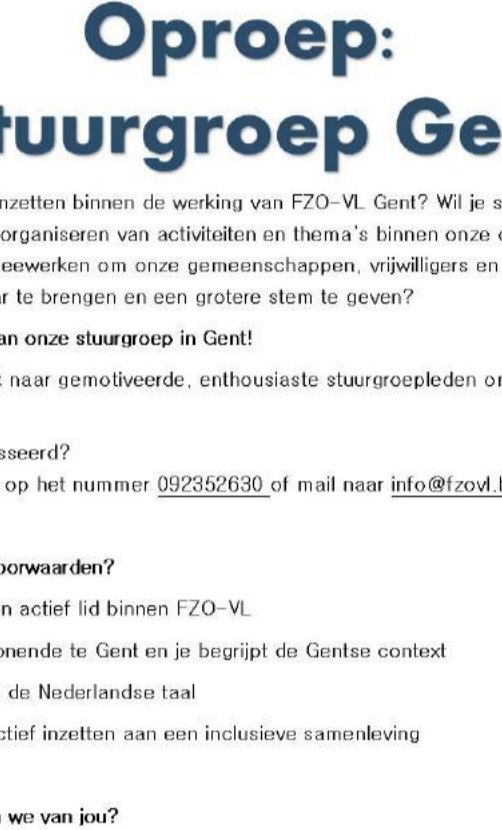 Oproep:
tuurgroep Ge
nzetten binnen de werking van FZO-VL Gent? Wil je s
organiseren van activiteiten en thema's binnen onze
eewerken om onze gemeenschappen, vrijwilligers en
r te brengen en een grotere stem te geven?
an onze stuurgroep in Gent!
naar gemotiveerde, enthousiaste stuurgroepleden o
sseerd?
op het nummer 092352630 of mail naar info@fzovl.b
oorwaarden?
n actief lid binnen FZO-VL
onende te Gent en je begrijpt de Gentse context
de Nederlandse taal
ctief inzetten aan een inclusieve samenleving
we van jou?